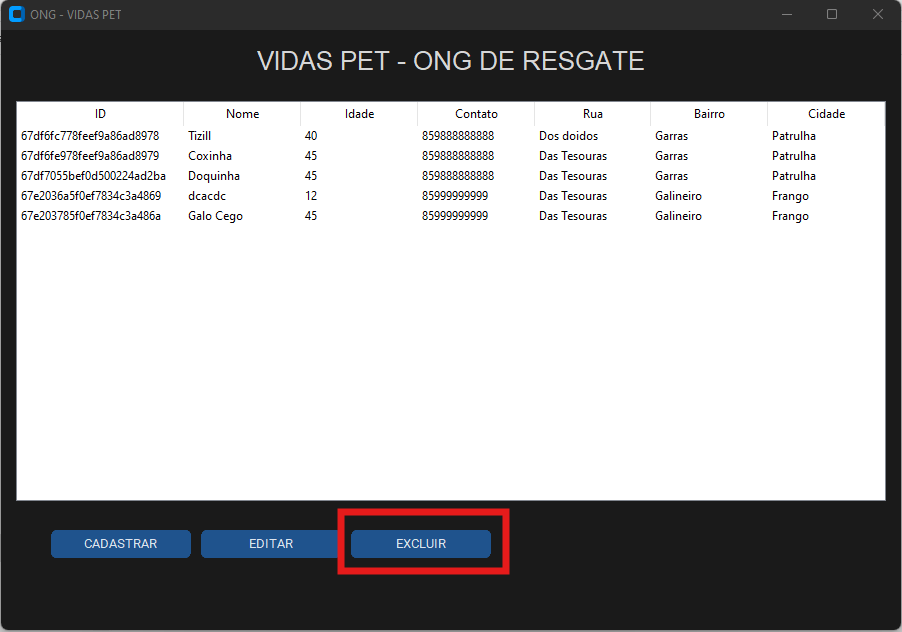 ONG - VIDAS PET
VIDAS PET - ONG DE RESGATE
ID Nome Idade Contato Rua Bairro Cidade
67df6fc778feef9a86ad8978 Tizill 40 859888888888 Dos doidos Garras Patrulha
67df6fe978feef9a86ad8979 Coxinha 45 859888888888 Das Tesouras Garras Patrulha
67df7055bef0d500224ad2ba Doquinha 45 859888888888 Das Tesouras Garras Patrulha
67e2036a5f0ef7834c3a4869 dcacdc 12 85999999999 Das Tesouras Galineiro Frango
67e203785f0ef7834c3a486a Galo Cego 45 85999999999 Das Tesouras Galineiro Frango
CADASTRAR EDITAR EXCLUIR